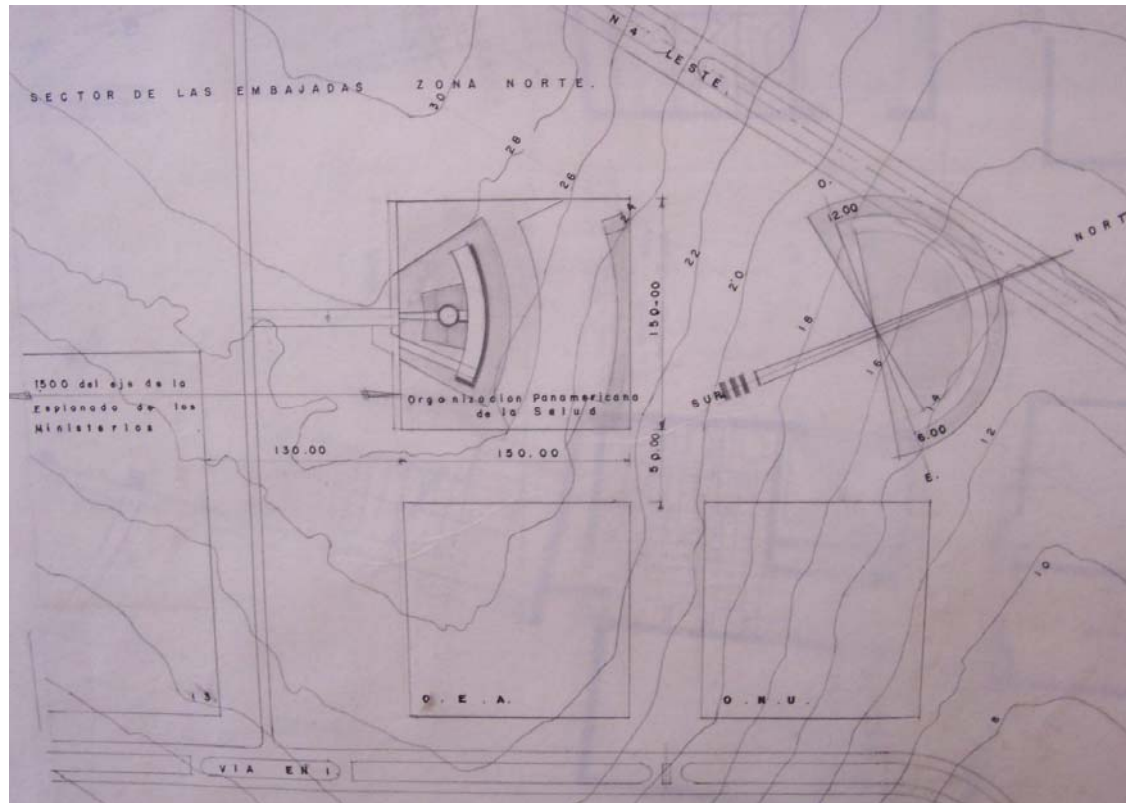 SECTOR DE LAS EMBAJADAS ZONA NORTE.
N 4 LESTE.
30
28
26
22
20
18
16
12
10
8
O.
12.00
NORT
SUR
6.00
E.
150.00
50.00
1500 del eje de la
Esplanada de los
Ministerios
Organizacion Panamericana
de la Salud
130.00
150.00
13.
O. E. A.
O. N. U.
VIA EN 1